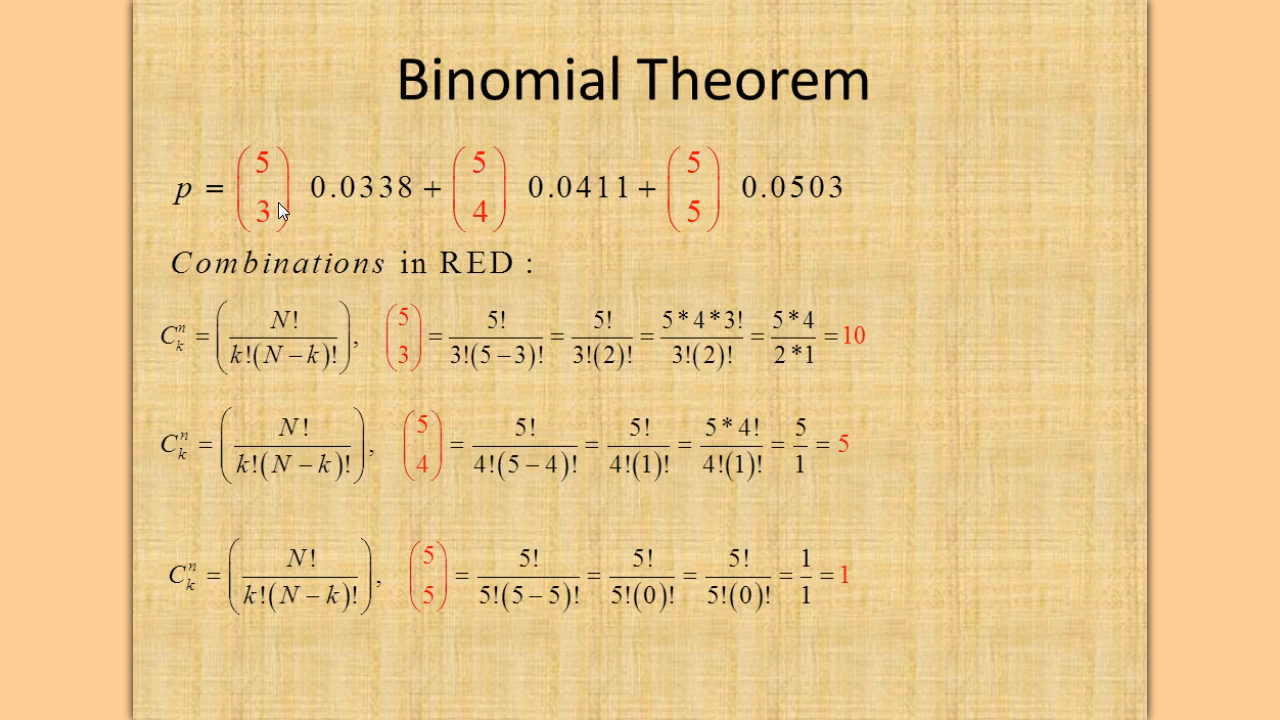 Binomial Theorem
p = (5 3) 0.0338 + (5 4) 0.0411 + (5 5) 0.0503
Combinations in RED :
C^n_k = (N! / k!(N − k)!), (5 3) = 5! / 3!(5 − 3)! = 5! / 3!(2)! = 5*4*3! / 3!(2)! = 5*4 / 2*1 = 10
C^n_k = (N! / k!(N − k)!), (5 4) = 5! / 4!(5 − 4)! = 5! / 4!(1)! = 5*4! / 4!(1)! = 5 / 1 = 5
C^n_k = (N! / k!(N − k)!), (5 5) = 5! / 5!(5 − 5)! = 5! / 5!(0)! = 5! / 5!(0)! = 1 / 1 = 1